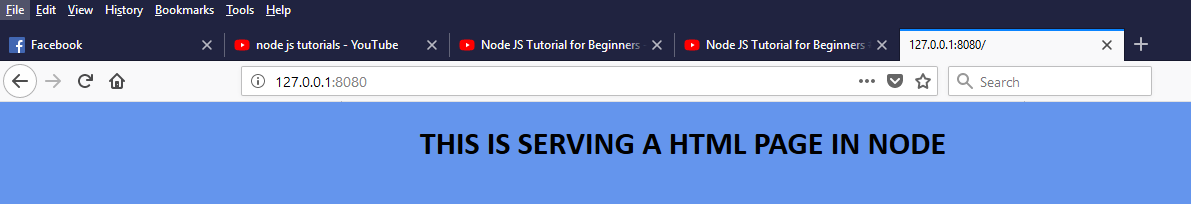 File Edit View History Bookmarks Tools Help
Facebook node js tutorials - YouTube Node JS Tutorial for Beginners Node JS Tutorial for Beginners 127.0.0.1:8080/
127.0.0.1:8080 Search
THIS IS SERVING A HTML PAGE IN NODE